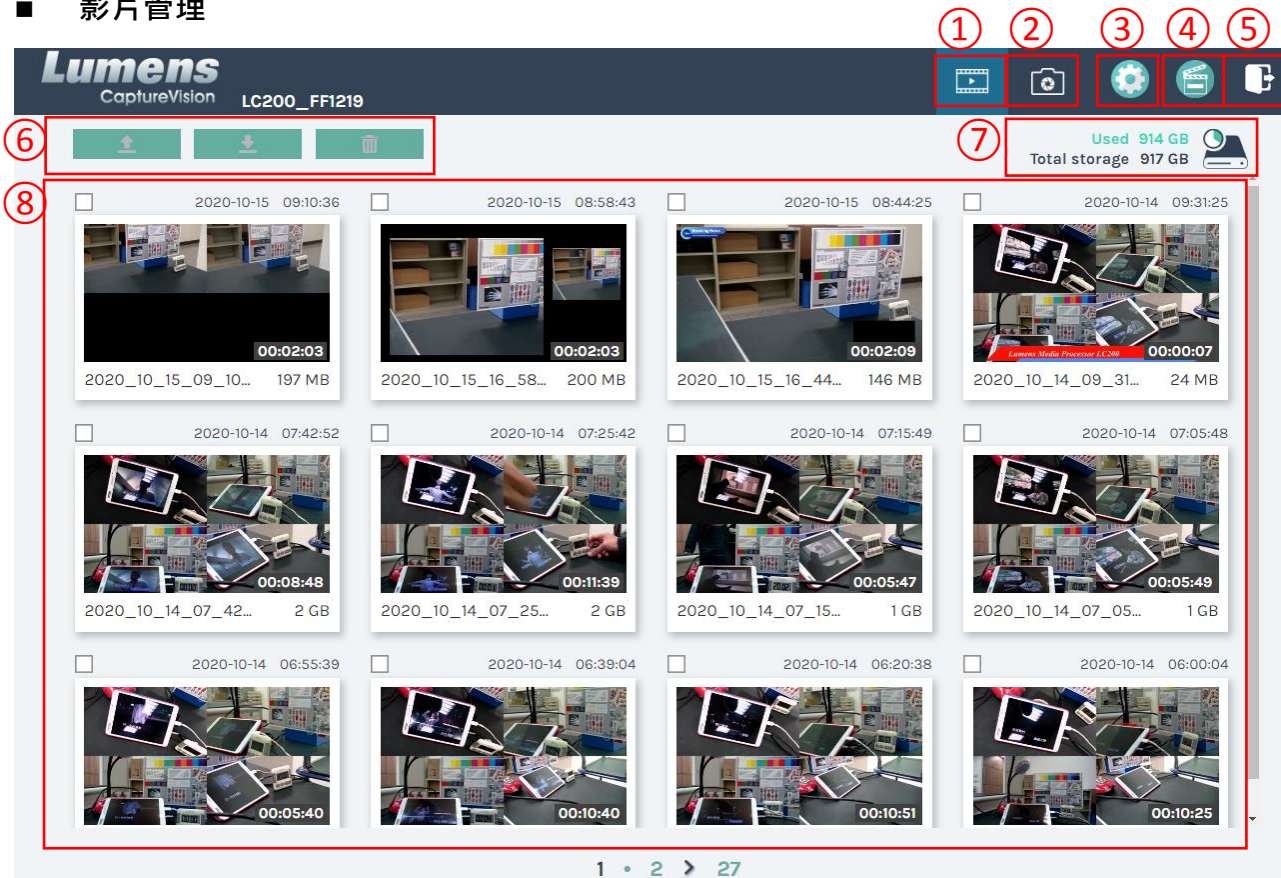 ■ 影片管理
① ② ③ ④ ⑤
Lumens
CaptureVision LC200_FF1219
⑥ ⑦
Used 914 GB
Total storage 917 GB
⑧
2020-10-15 09:10:36 2020-10-15 08:58:43 2020-10-15 08:44:25 2020-10-14 09:31:25
Lumens Media Processor LC200
00:02:03 00:02:03 00:02:09 00:00:07
2020_10_15_09_10... 197 MB 2020_10_15_16_58... 200 MB 2020_10_15_16_44... 146 MB 2020_10_14_09_31... 24 MB
2020-10-14 07:42:52 2020-10-14 07:25:42 2020-10-14 07:15:49 2020-10-14 07:05:48
00:08:48 00:11:39 00:05:47 00:05:49
2020_10_14_07_42... 2 GB 2020_10_14_07_25... 2 GB 2020_10_14_07_15... 1 GB 2020_10_14_07_05... 1 GB
2020-10-14 06:55:39 2020-10-14 06:39:04 2020-10-14 06:20:38 2020-10-14 06:00:04
00:05:40 00:10:40 00:10:51 00:10:25
1 • 2 > 27